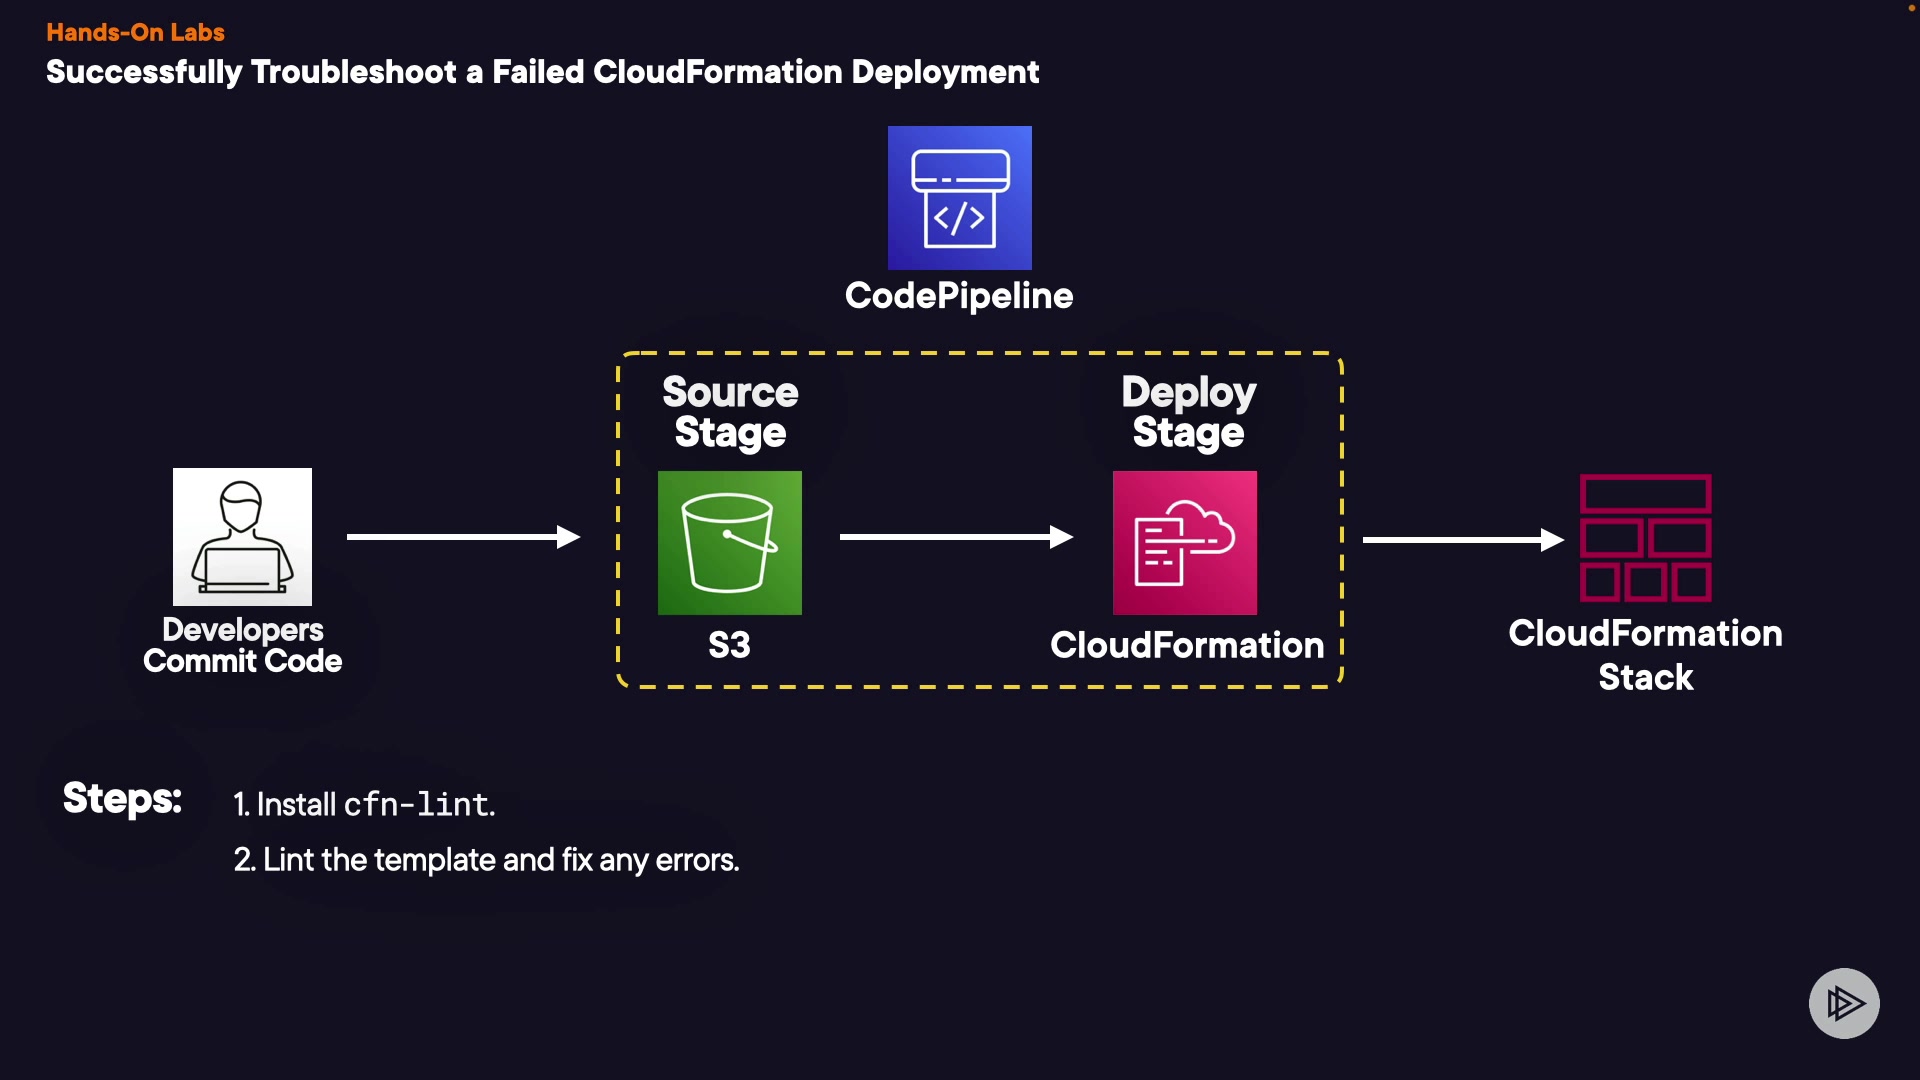 Hands-On Labs
Successfully Troubleshoot a Failed CloudFormation Deployment
</>
CodePipeline
Source
Stage
Deploy
Stage
Developers
Commit Code
S3
CloudFormation
CloudFormation
Stack
Steps:
1. Install cfn-lint.
2. Lint the template and fix any errors.